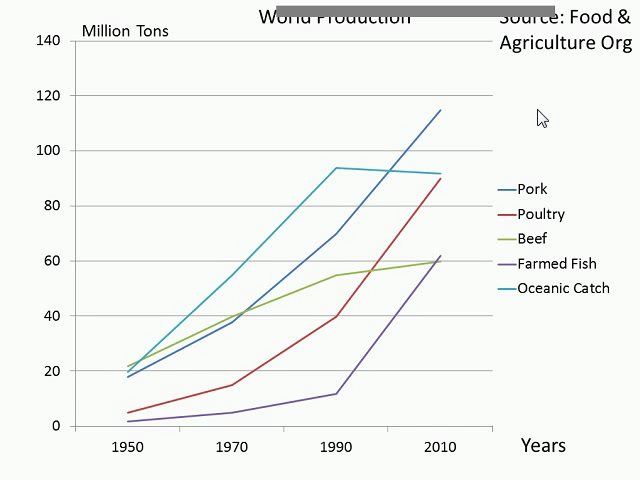 World Production
Source: Food &
Agriculture Org
Million Tons
140
120
100
80
60
40
20
0
1950 1970 1990 2010
Years
Pork
Poultry
Beef
Farmed Fish
Oceanic Catch